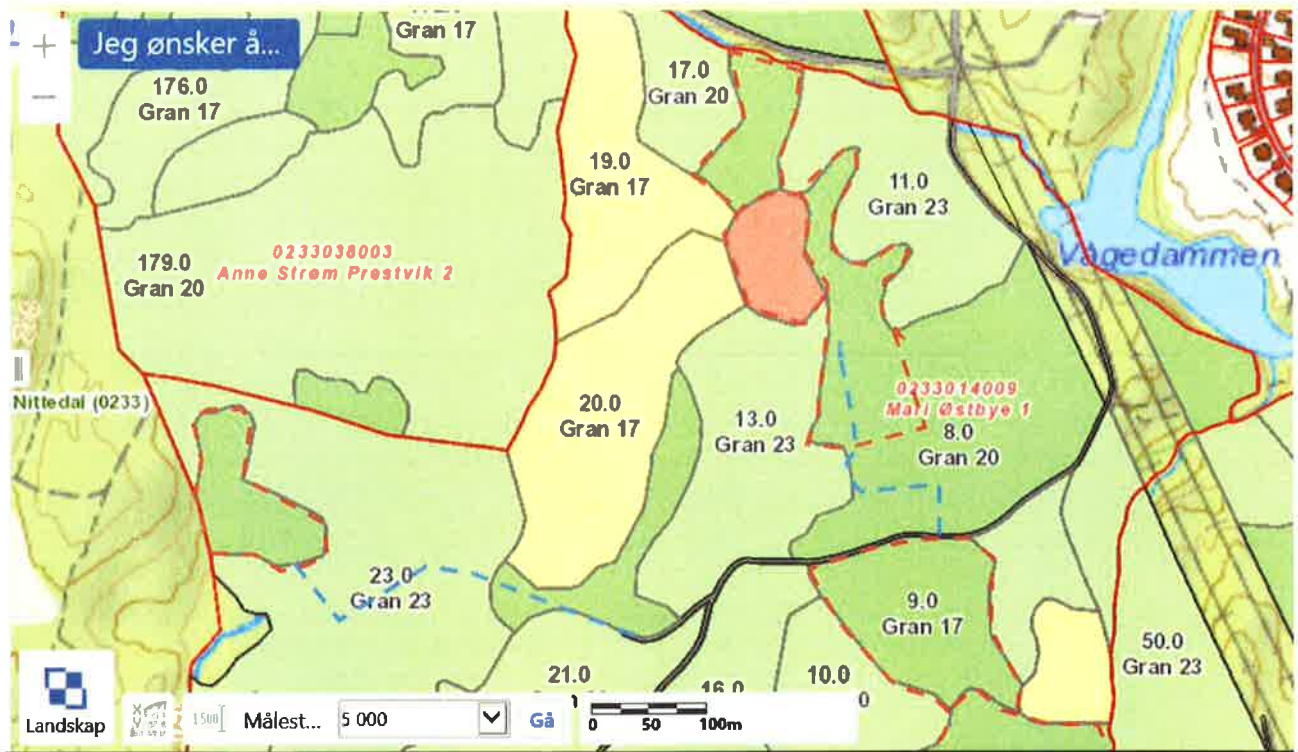 Jeg ønsker å...
Gran 17
176.0
Gran 17
17.0
Gran 20
19.0
Gran 17
11.0
Gran 23
Vågedammen
0233038003
Anne Strøm Prestvik 2
179.0
Gran 20
Nittedal (0233)
0233014009
Mari Østbye 1
20.0
Gran 17
13.0
Gran 23
8.0
Gran 20
23.0
Gran 23
9.0
Gran 17
50.0
Gran 23
21.0
16.0
10.0
Landskap
1:500
Målest...
5 000
Gå
0 50 100m
0